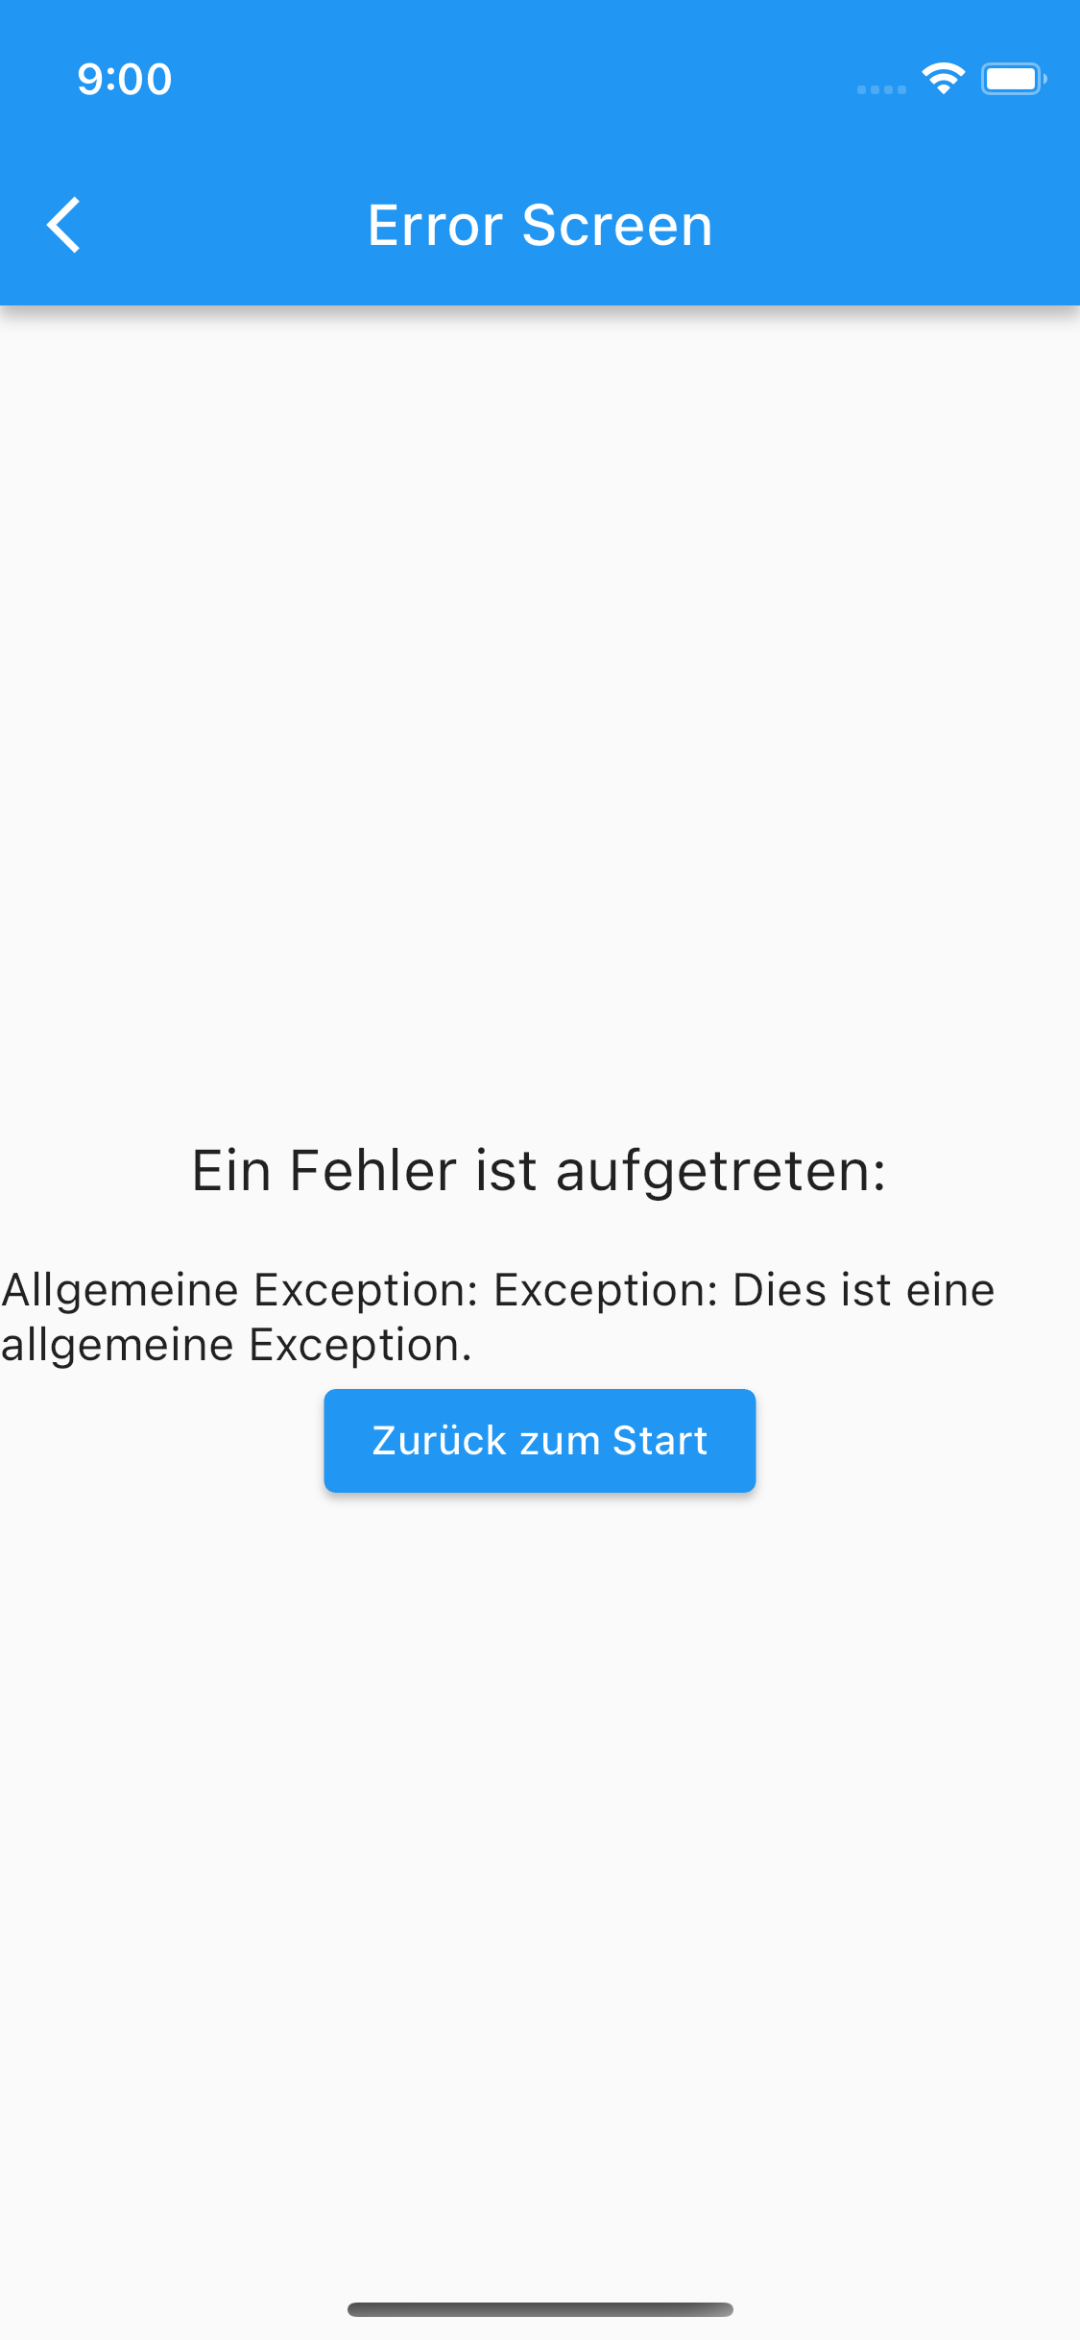 9:00
Error Screen
Ein Fehler ist aufgetreten:
Allgemeine Exception: Exception: Dies ist eine
allgemeine Exception.
Zurück zum Start